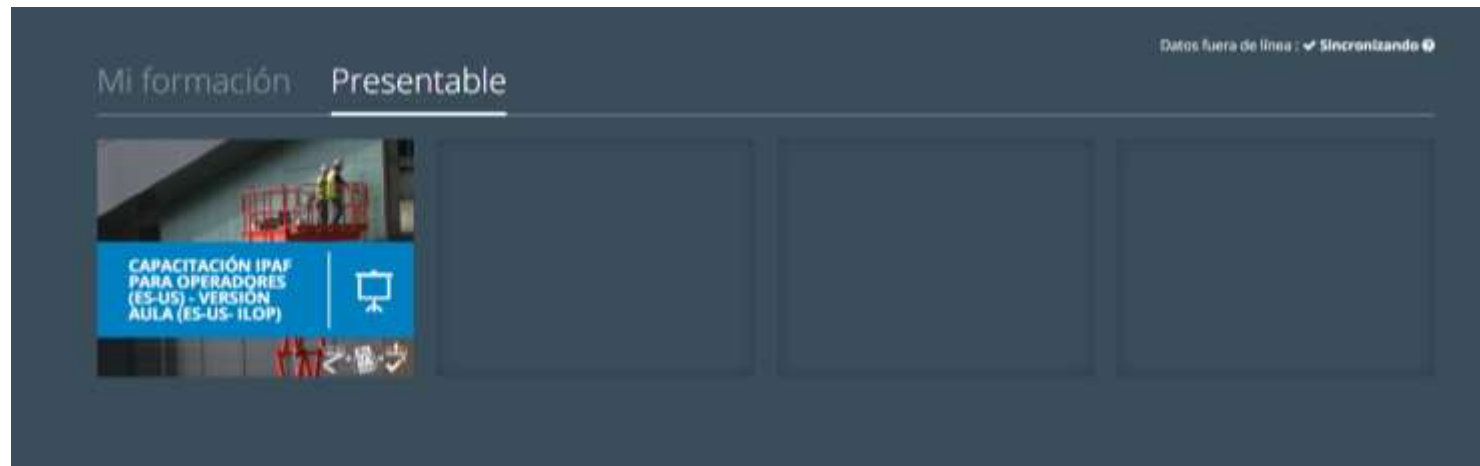 Datos fuera de línea : ✔ Sincronizando
Mi formación Presentable
CAPACITACIÓN IPAF
PARA OPERADORES
(ES-US) - VERSIÓN
AULA (ES-US- ILOP)